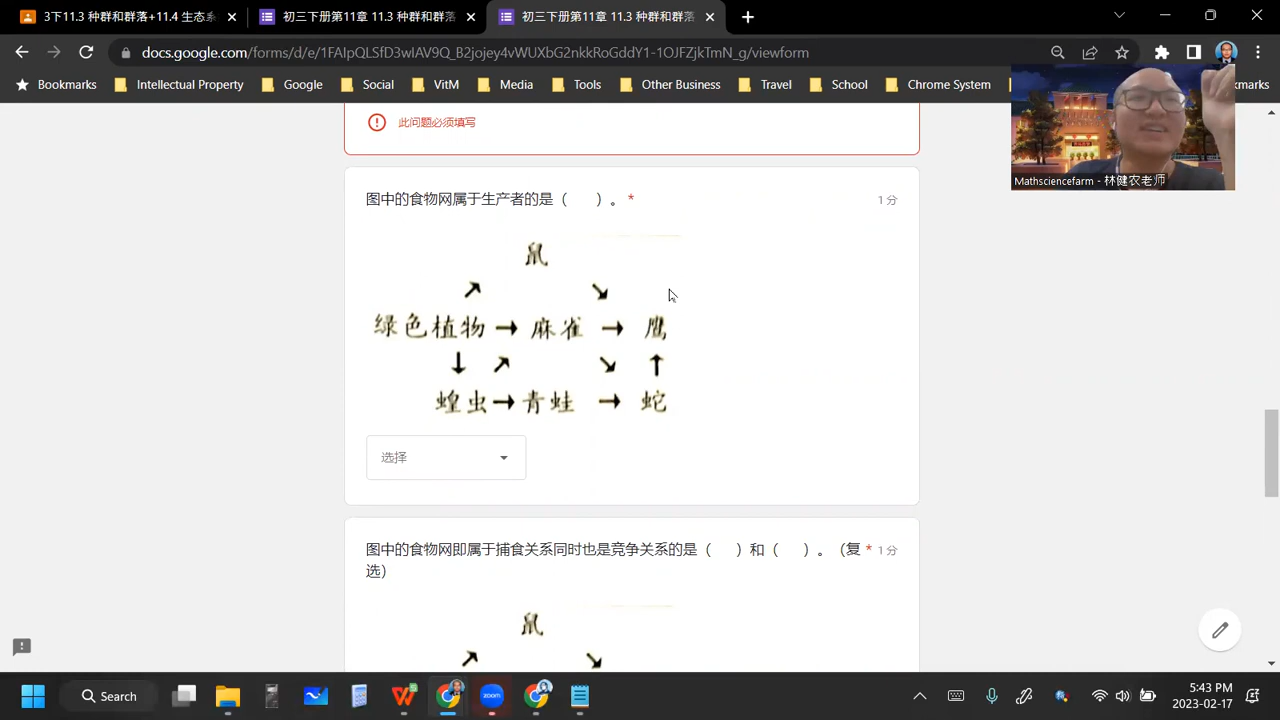 3下11.3 种群和群落+11.4 生态系
初三下册第11章 11.3 种群和群落
初三下册第11章 11.3 种群和群落
docs.google.com/forms/d/e/1FAIpQLSfD3wIAV9Q_B2jojey4vWUXbG2nkkRoGddY1-1OJFZjkTmN_g/viewform
Bookmarks Intellectual Property Google Social VitM Media Tools Other Business Travel School Chrome System marks
Mathsciencefarm - 林健农老师
此问题必须填写
图中的食物网属于生产者的是（ ）。 * 1 分
鼠
↗ ↘
绿色植物 → 麻雀 → 鹰
↓ ↗ ↘ ↑
蝗虫 → 青蛙 → 蛇
选择
图中的食物网即属于捕食关系同时也是竞争关系的是（ ）和（ ）。（复 * 1 分
选）
鼠
↗ ↘
Search
5:43 PM
2023-02-17